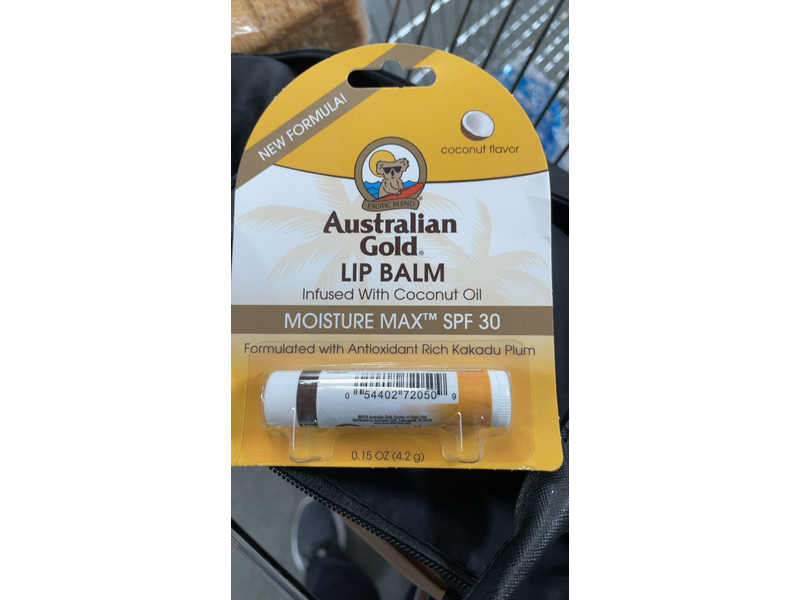 NEW FORMULA!
coconut flavor
EXOTIC BLEND
Australian
Gold®
LIP BALM
Infused With Coconut Oil
MOISTURE MAX™ SPF 30
Formulated with Antioxidant Rich Kakadu Plum
0 54402 72050 9
0.15 OZ (4.2 g)